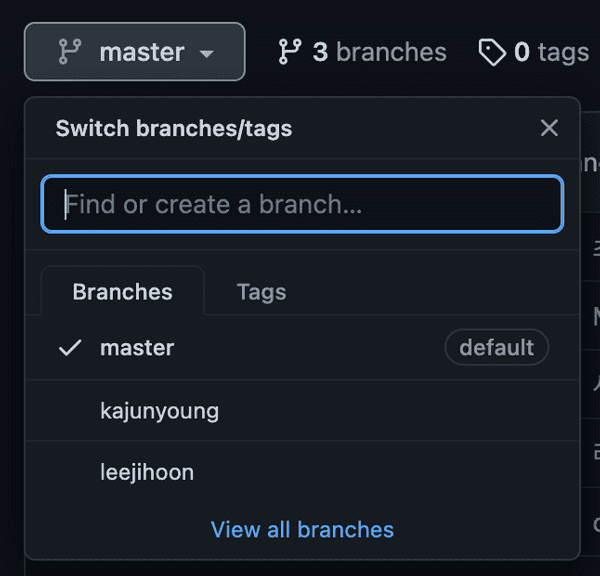 master 3 branches 0 tags
Switch branches/tags
Find or create a branch...
Branches Tags
master default
kajunyoung
leejihoon
View all branches